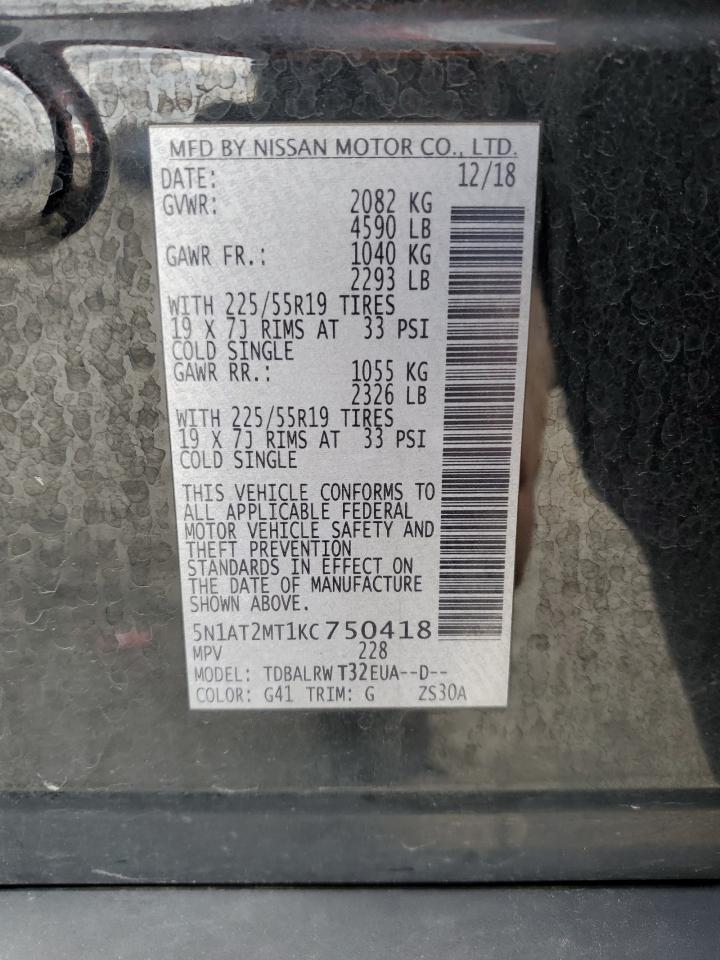 MFD BY NISSAN MOTOR CO., LTD.
DATE: 12/18
GVWR: 2082 KG
4590 LB
GAWR FR.: 1040 KG
2293 LB
WITH 225/55R19 TIRES
19 X 7J RIMS AT 33 PSI
COLD SINGLE
GAWR RR.: 1055 KG
2326 LB
WITH 225/55R19 TIRES
19 X 7J RIMS AT 33 PSI
COLD SINGLE
THIS VEHICLE CONFORMS TO
ALL APPLICABLE FEDERAL
MOTOR VEHICLE SAFETY AND
THEFT PREVENTION
STANDARDS IN EFFECT ON
THE DATE OF MANUFACTURE
SHOWN ABOVE.
5N1AT2MT1KC750418
MPV 228
MODEL: TDBALRW T32EUA--D--
COLOR: G41 TRIM: G ZS30A